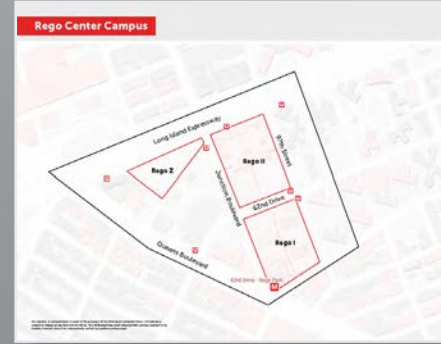 Rego Center Campus
Long Island Expressway
97th Street
Rego II
Rego Z
Junction Boulevard
62nd Drive
Rego I
Queens Boulevard
63rd Drive - Rego Park
M